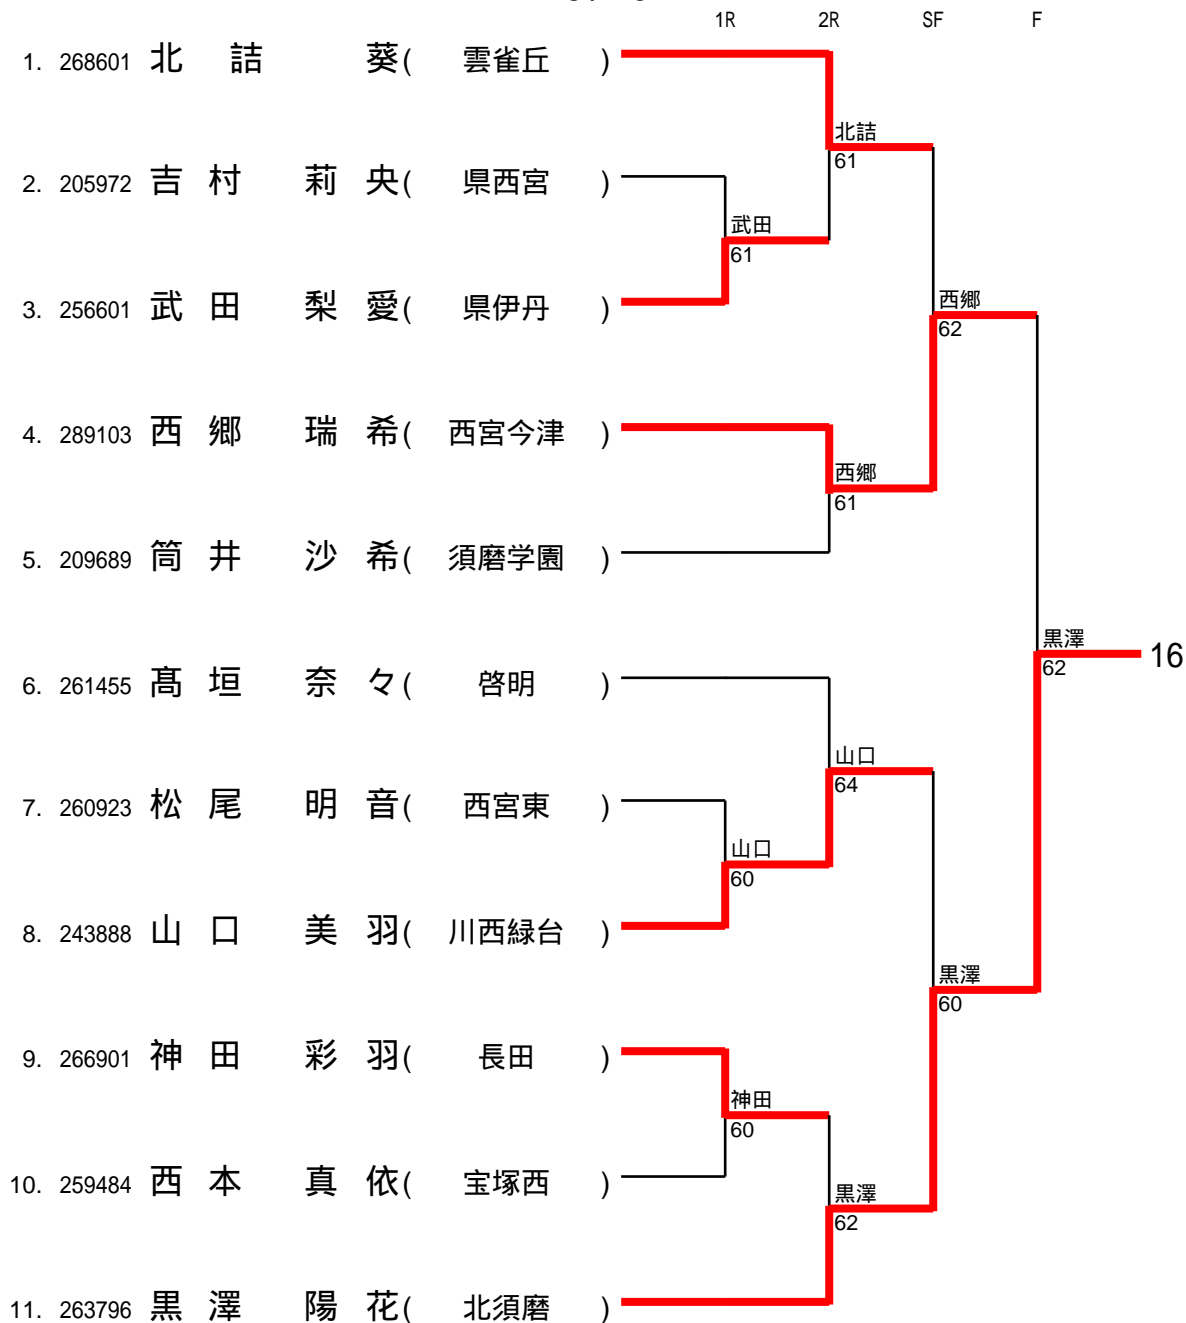 1R 2R SF F
1. 268601 北 詰 葵( 雲雀丘 )
北詰
61
2. 205972 吉 村 莉 央( 県西宮 )
武田
61
3. 256601 武 田 梨 愛( 県伊丹 )
西郷
62
4. 289103 西 郷 瑞 希( 西宮今津 )
西郷
61
5. 209689 筒 井 沙 希( 須磨学園 )
黒澤
62
16
6. 261455 髙 垣 奈 々( 啓明 )
山口
64
7. 260923 松 尾 明 音( 西宮東 )
山口
60
8. 243888 山 口 美 羽( 川西緑台 )
黒澤
60
9. 266901 神 田 彩 羽( 長田 )
神田
60
10. 259484 西 本 真 依( 宝塚西 )
黒澤
62
11. 263796 黒 澤 陽 花( 北須磨 )